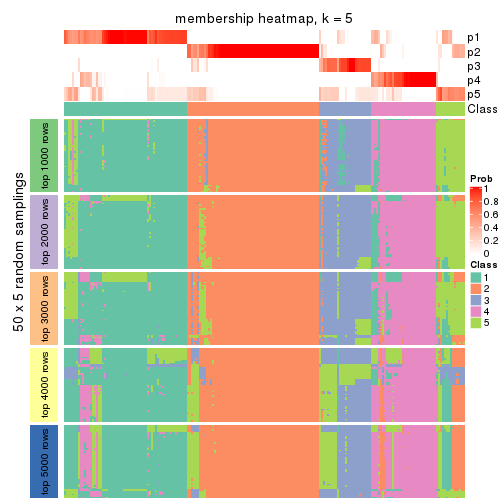 membership heatmap, k = 5
p1
p2
p3
p4
p5
Class
50 x 5 random samplings
top 1000 rows
top 2000 rows
top 3000 rows
top 4000 rows
top 5000 rows
Prob
1
0.8
0.6
0.4
0.2
0
Class
1
2
3
4
5